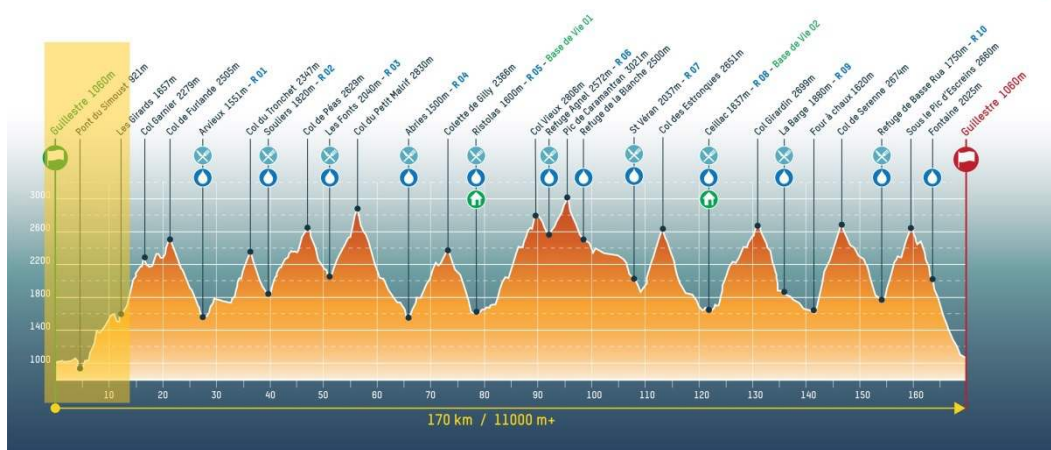 Guillestre 1060m
Pont du Simoust 921m
Les Girards 1657m
Col Garnier 2279m
Col de Furfande 2505m
Arvieux 1551m - R 01
Col du Tronchet 2347m
Souliers 1820m - R 02
Col de Péas 2629m
Les Fonts 2040m - R 03
Col du Petit Malrif 2830m
Abries 1500m - R 04
Colette de Gilly 2366m
Ristolas 1600m - R 05 - Base de Vie 01
Col Vieux 2806m
Refuge Agnel 2572m - R 06
Pic de Caramantran 3021m
Refuge de la Blanche 2500m
St Véran 2037m - R 07
Col des Estronques 2651m
Ceillac 1637m - R 08 - Base de Vie 02
Col Girardin 2699m
La Barge 1880m - R 09
Four à chaux 1620m
Col de Serenne 2674m
Refuge de Basse Rua 1750m - R 10
Sous le Pic d'Escreins 2660m
Fontaine 2025m
Guillestre 1060m
3000
2600
2200
1800
1400
1000
10 20 30 40 50 60 70 80 90 100 110 120 130 140 150 160
170 km / 11000 m+